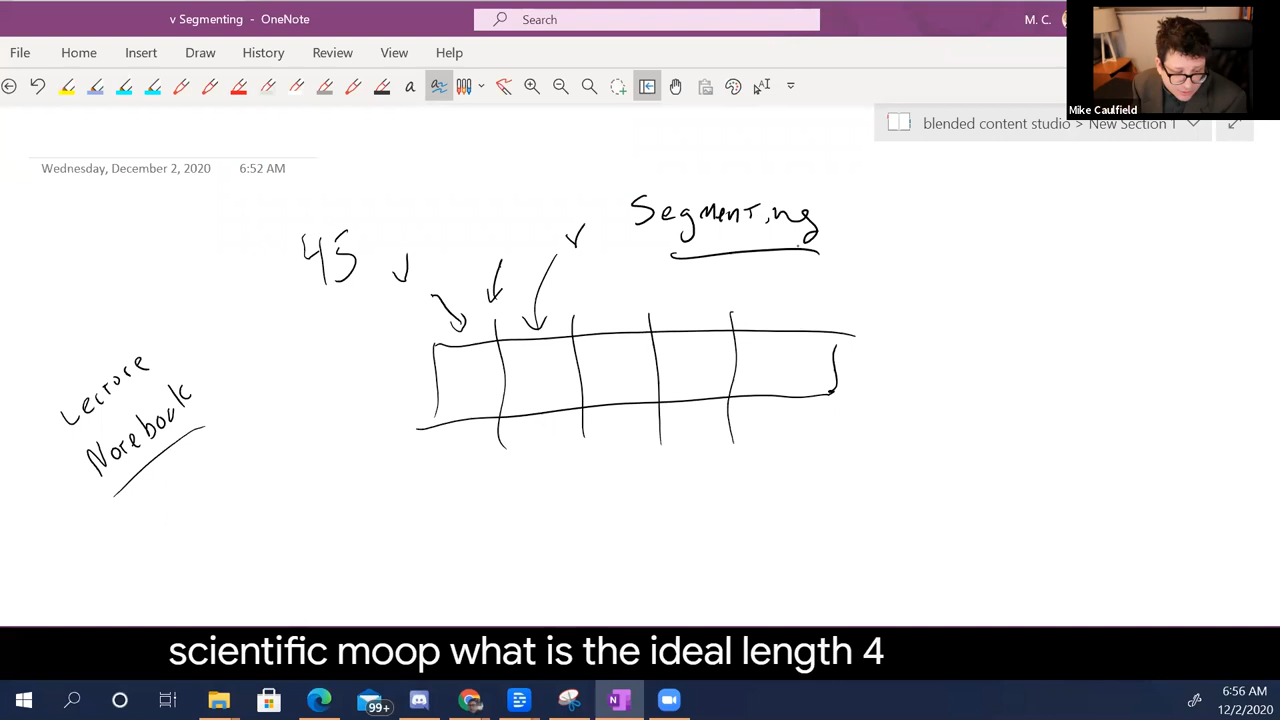 v Segmenting - OneNote
Search
M. C.
File Home Insert Draw History Review View Help
Mike Caulfield
blended content studio > New Section 1
Wednesday, December 2, 2020 6:52 AM
Segmenting
45
Lecture
Notebook
scientific moop what is the ideal length 4
99+
6:56 AM
12/2/2020